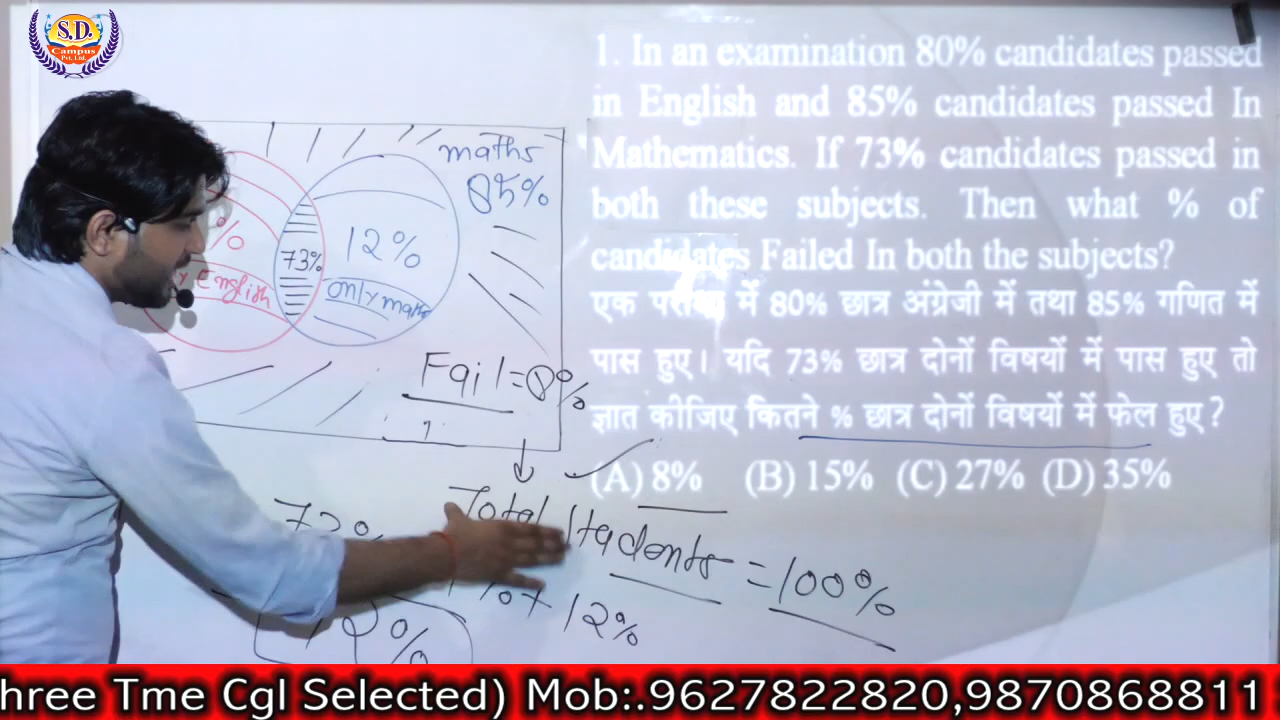 S.D.
Campus
Pvt. Ltd.
1. In an examination 80% candidates passed
in English and 85% candidates passed In
Mathematics. If 73% candidates passed in
both these subjects. Then what % of
candidates Failed In both the subjects?
एक में 80% छात्र अंग्रेजी में तथा 85% गणित में
पास हुए। यदि 73% छात्र दोनों विषयों में पास हुए तो
ज्ञात कीजिए कितने % छात्र दोनों विषयों में फेल हुए?
(A) 8% (B) 15% (C) 27% (D) 35%
maths
85%
%
73%
12%
English
only maths
Fail=8%
?
Total Students = 100%
73%
%+12%
hree Tme Cgl Selected) Mob:.9627822820,9870868811